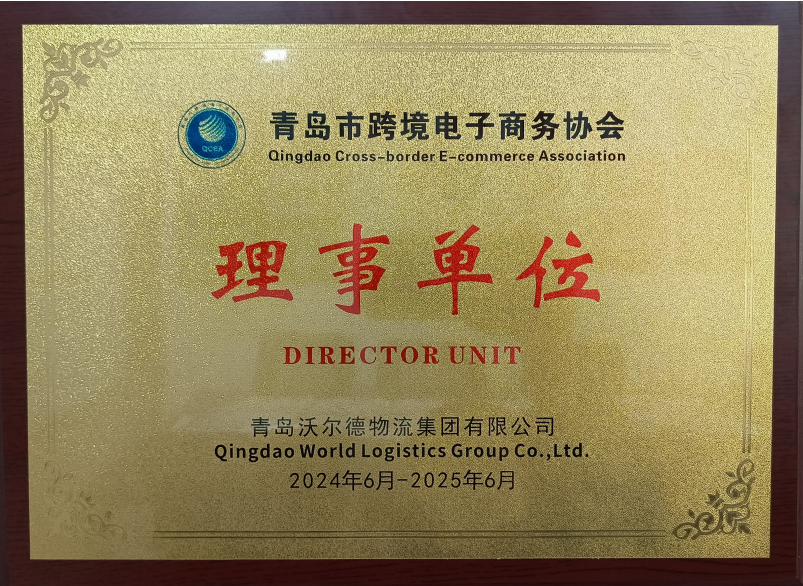 青岛市跨境电子商务协会
Qingdao Cross-border E-commerce Association
QCEA
理事单位
DIRECTOR UNIT
青岛沃尔德物流集团有限公司
Qingdao World Logistics Group Co.,Ltd.
2024年6月-2025年6月